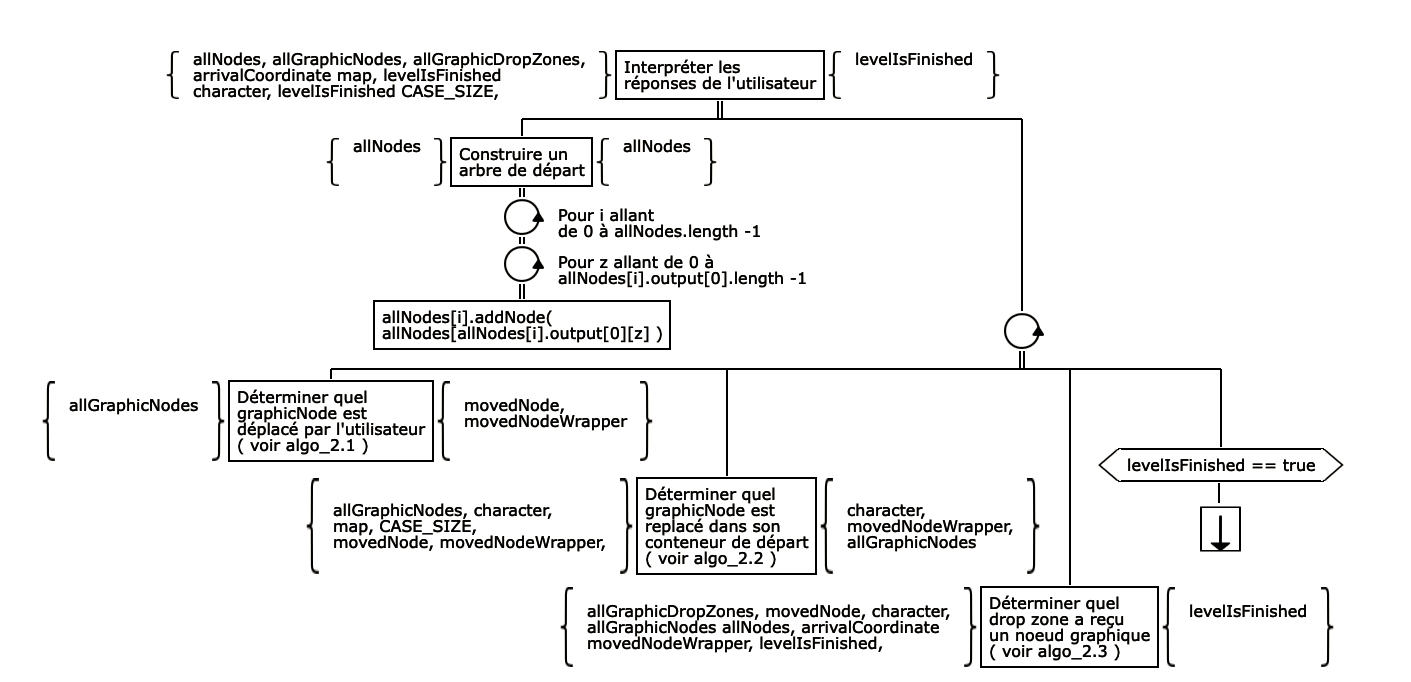 allNodes, allGraphicNodes, allGraphicDropZones,
arrivalCoordinate map, levelIsFinished
character, levelIsFinished CASE_SIZE,
Interpréter les
réponses de l'utilisateur
levelIsFinished
allNodes
Construire un
arbre de départ
allNodes
Pour i allant
de 0 à allNodes.length -1
Pour z allant de 0 à
allNodes[i].output[0].length -1
allNodes[i].addNode(
allNodes[allNodes[i].output[0][z] )
allGraphicNodes
Déterminer quel
graphicNode est
déplacé par l'utilisateur
( voir algo_2.1 )
movedNode,
movedNodeWrapper
levelIsFinished == true
allGraphicNodes, character,
map, CASE_SIZE,
movedNode, movedNodeWrapper,
Déterminer quel
graphicNode est
replacé dans son
conteneur de départ
( voir algo_2.2 )
character,
movedNodeWrapper,
allGraphicNodes
allGraphicDropZones, movedNode, character,
allGraphicNodes allNodes, arrivalCoordinate
movedNodeWrapper, levelIsFinished,
Déterminer quel
drop zone a reçu
un noeud graphique
( voir algo_2.3 )
levelIsFinished